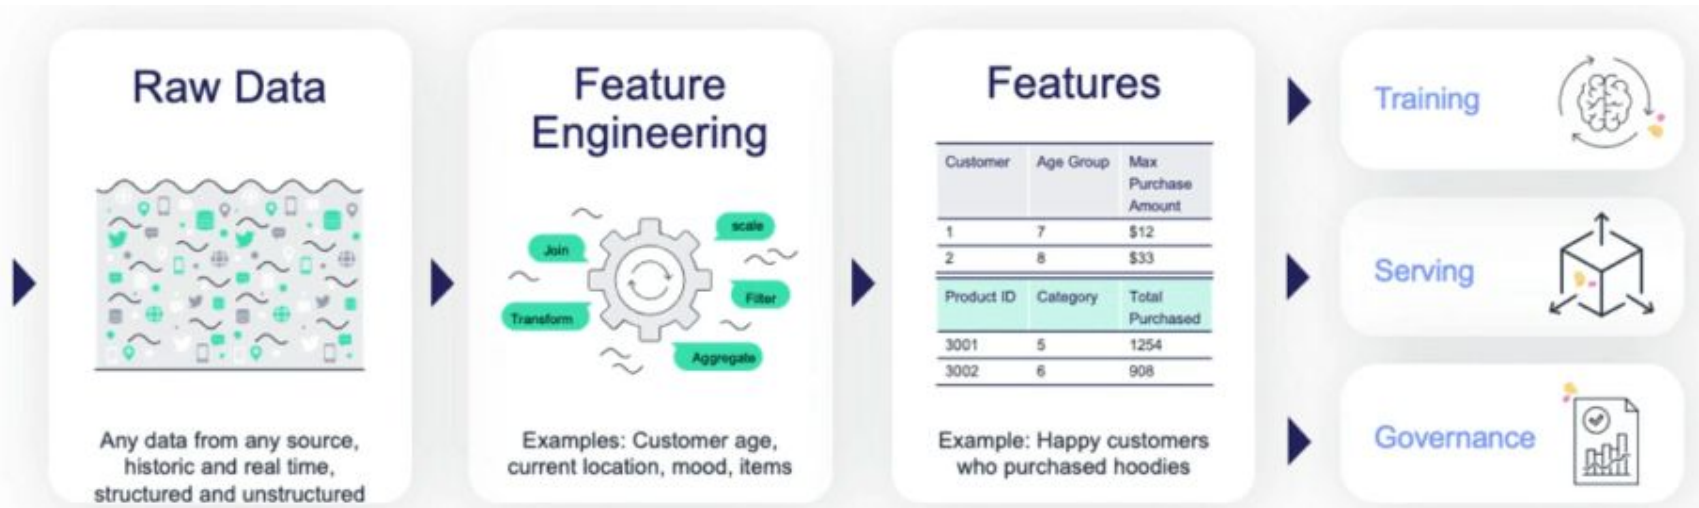 Raw Data
Any data from any source,
historic and real time,
structured and unstructured
Feature
Engineering
Join
scale
Transform
Filter
Aggregate
Examples: Customer age,
current location, mood, items
Features
Customer Age Group Max
Purchase
Amount
1 7 $12
2 8 $33
Product ID Category Total
Purchased
3001 5 1254
3002 6 908
Example: Happy customers
who purchased hoodies
Training
Serving
Governance